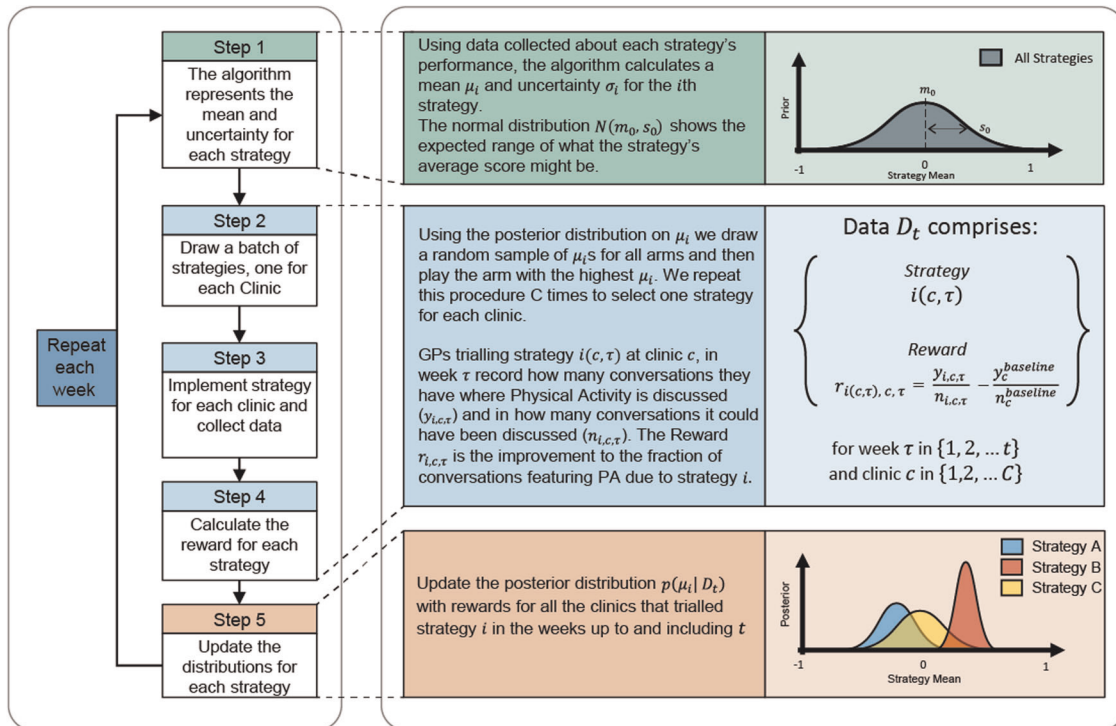 Repeat
each
week
Step 1
The algorithm
represents the
mean and
uncertainty for
each strategy
Step 2
Draw a batch of
strategies, one for
each Clinic
Step 3
Implement strategy
for each clinic and
collect data
Step 4
Calculate the
reward for each
strategy
Step 5
Update the
distributions for
each strategy
Using data collected about each strategy's
performance, the algorithm calculates a
mean μ_i and uncertainty σ_i for the ith
strategy.
The normal distribution N(m_0, s_0) shows the
expected range of what the strategy's
average score might be.
All Strategies
m_0
s_0
Prior
-1 0 1
Strategy Mean
Using the posterior distribution on μ_i we draw
a random sample of μ_is for all arms and then
play the arm with the highest μ_i. We repeat
this procedure C times to select one strategy
for each clinic.
GPs trialling strategy i(c, τ) at clinic c, in
week τ record how many conversations they
have where Physical Activity is discussed
(y_{i,c,τ}) and in how many conversations it could
have been discussed (n_{i,c,τ}). The Reward
r_{i,c,τ} is the improvement to the fraction of
conversations featuring PA due to strategy i.
Data D_t comprises:
Strategy
i(c, τ)
Reward
r_{i(c,τ), c, τ} = y_{i,c,τ}/n_{i,c,τ} − y_c^{baseline}/n_c^{baseline}
for week τ in {1, 2, ... t}
and clinic c in {1,2, ... C}
Update the posterior distribution p(μ_i| D_t)
with rewards for all the clinics that trialled
strategy i in the weeks up to and including t
Strategy A
Strategy B
Strategy C
Posterior
-1 0 1
Strategy Mean